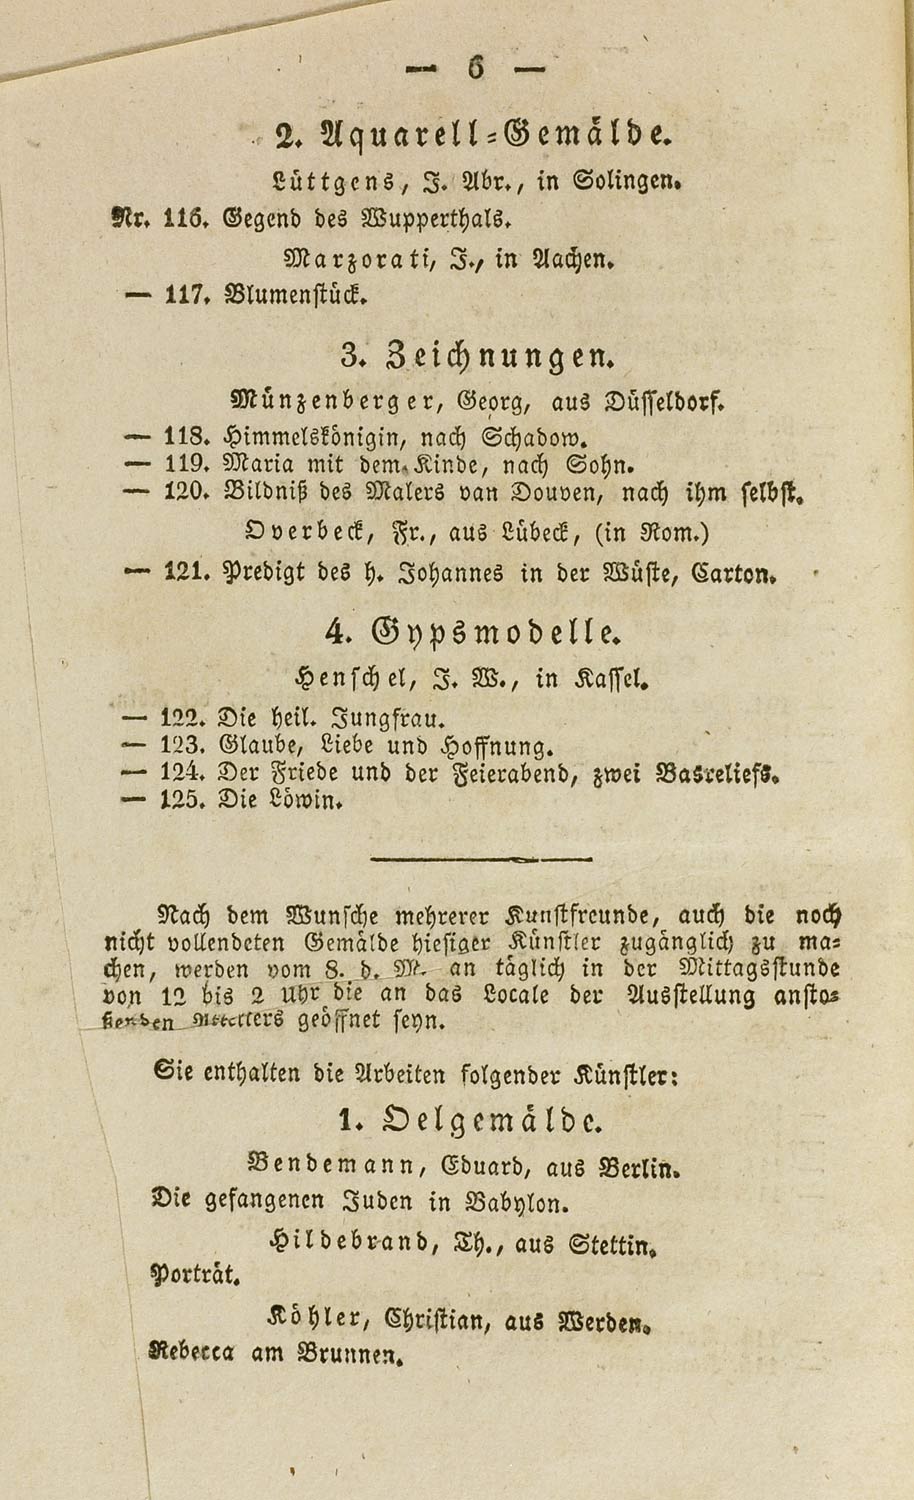 — 6 —
2. Aquarell-Gemälde.
Lüttgens, J. Abr., in Solingen.
Nr. 116. Gegend des Wupperthals.
Marzorati, J., in Aachen.
— 117. Blumenstück.
3. Zeichnungen.
Münzenberger, Georg, aus Düsseldorf.
— 118. Himmelskönigin, nach Schadow.
— 119. Maria mit dem Kinde, nach Sohn.
— 120. Bildniß des Malers van Douven, nach ihm selbst.
Overbeck, Fr., aus Lübeck, (in Rom.)
— 121. Predigt des h. Johannes in der Wüste, Carton.
4. Gypsmodelle.
Henschel, J. W., in Kassel.
— 122. Die heil. Jungfrau.
— 123. Glaube, Liebe und Hoffnung.
— 124. Der Friede und der Feierabend, zwei Basreliefs.
— 125. Die Löwin.
Nach dem Wunsche mehrerer Kunstfreunde, auch die noch
nicht vollendeten Gemälde hiesiger Künstler zugänglich zu ma-
chen, werden vom 8. d. M. an täglich in der Mittagsstunde
von 12 bis 2 Uhr die an das Locale der Ausstellung ansto-
ßenden geöffnet seyn.
Sie enthalten die Arbeiten folgender Künstler:
1. Oelgemälde.
Bendemann, Eduard, aus Berlin.
Die gefangenen Juden in Babylon.
Hildebrand, Th., aus Stettin.
Porträt.
Köhler, Christian, aus Werden.
Rebecca am Brunnen.